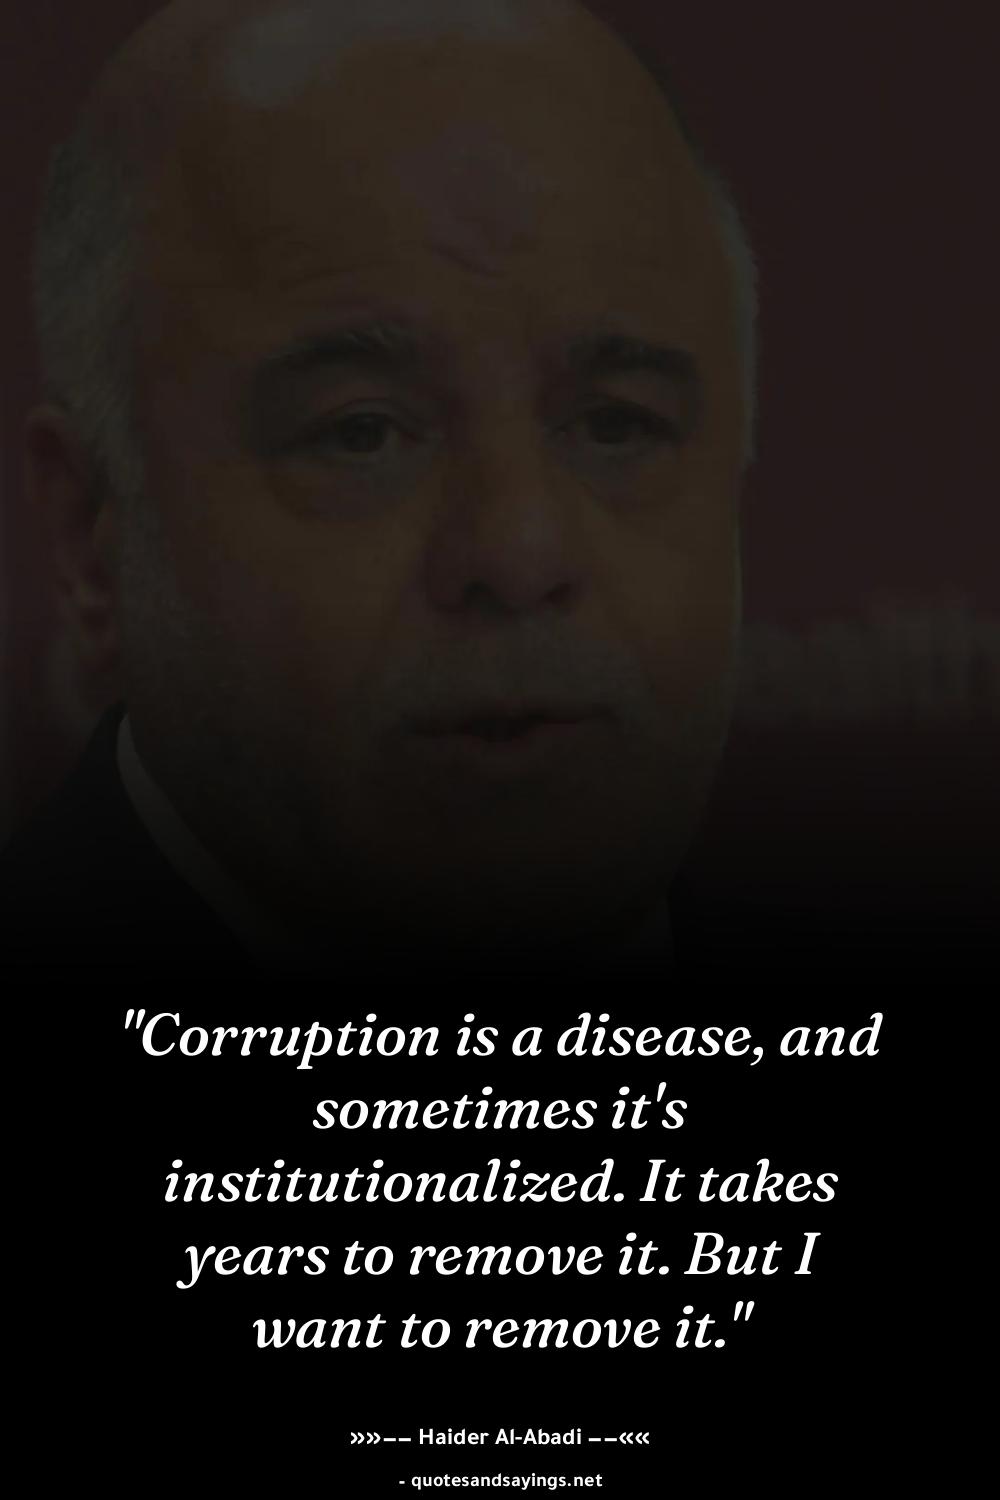 "Corruption is a disease, and
sometimes it's
institutionalized. It takes
years to remove it. But I
want to remove it."
»»–– Haider Al-Abadi ––««
- quotesandsayings.net